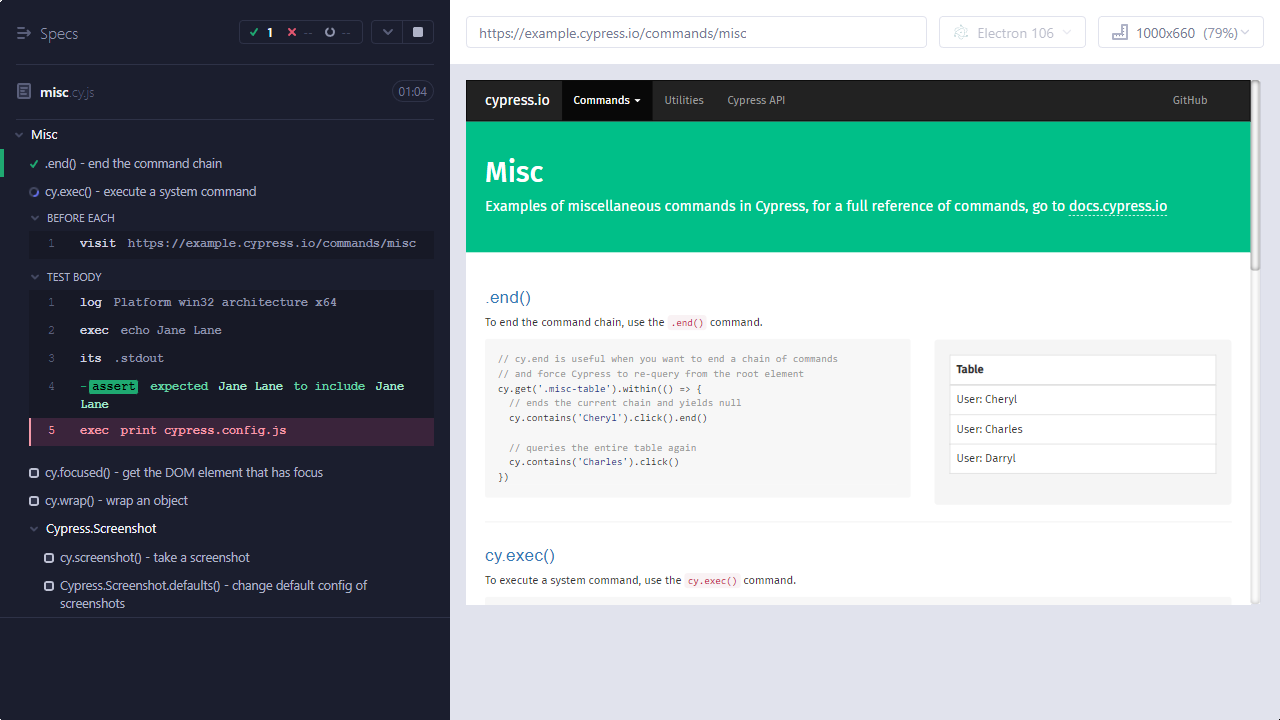 Specs
1 -- --
misc.cy.js
01:04
Misc
.end() - end the command chain
cy.exec() - execute a system command
BEFORE EACH
1 visit https://example.cypress.io/commands/misc
TEST BODY
1 log Platform win32 architecture x64
2 exec echo Jane Lane
3 its .stdout
4 -assert expected Jane Lane to include Jane
Lane
5 exec print cypress.config.js
cy.focused() - get the DOM element that has focus
cy.wrap() - wrap an object
Cypress.Screenshot
cy.screenshot() - take a screenshot
Cypress.Screenshot.defaults() - change default config of
screenshots
https://example.cypress.io/commands/misc
Electron 106
1000x660 (79%)
cypress.io Commands Utilities Cypress API GitHub
Misc
Examples of miscellaneous commands in Cypress, for a full reference of commands, go to docs.cypress.io
.end()
To end the command chain, use the .end() command.
// cy.end is useful when you want to end a chain of commands
// and force Cypress to re-query from the root element
cy.get('.misc-table').within(() => {
// ends the current chain and yields null
cy.contains('Cheryl').click().end()
// queries the entire table again
cy.contains('Charles').click()
})
Table
User: Cheryl
User: Charles
User: Darryl
cy.exec()
To execute a system command, use the cy.exec() command.